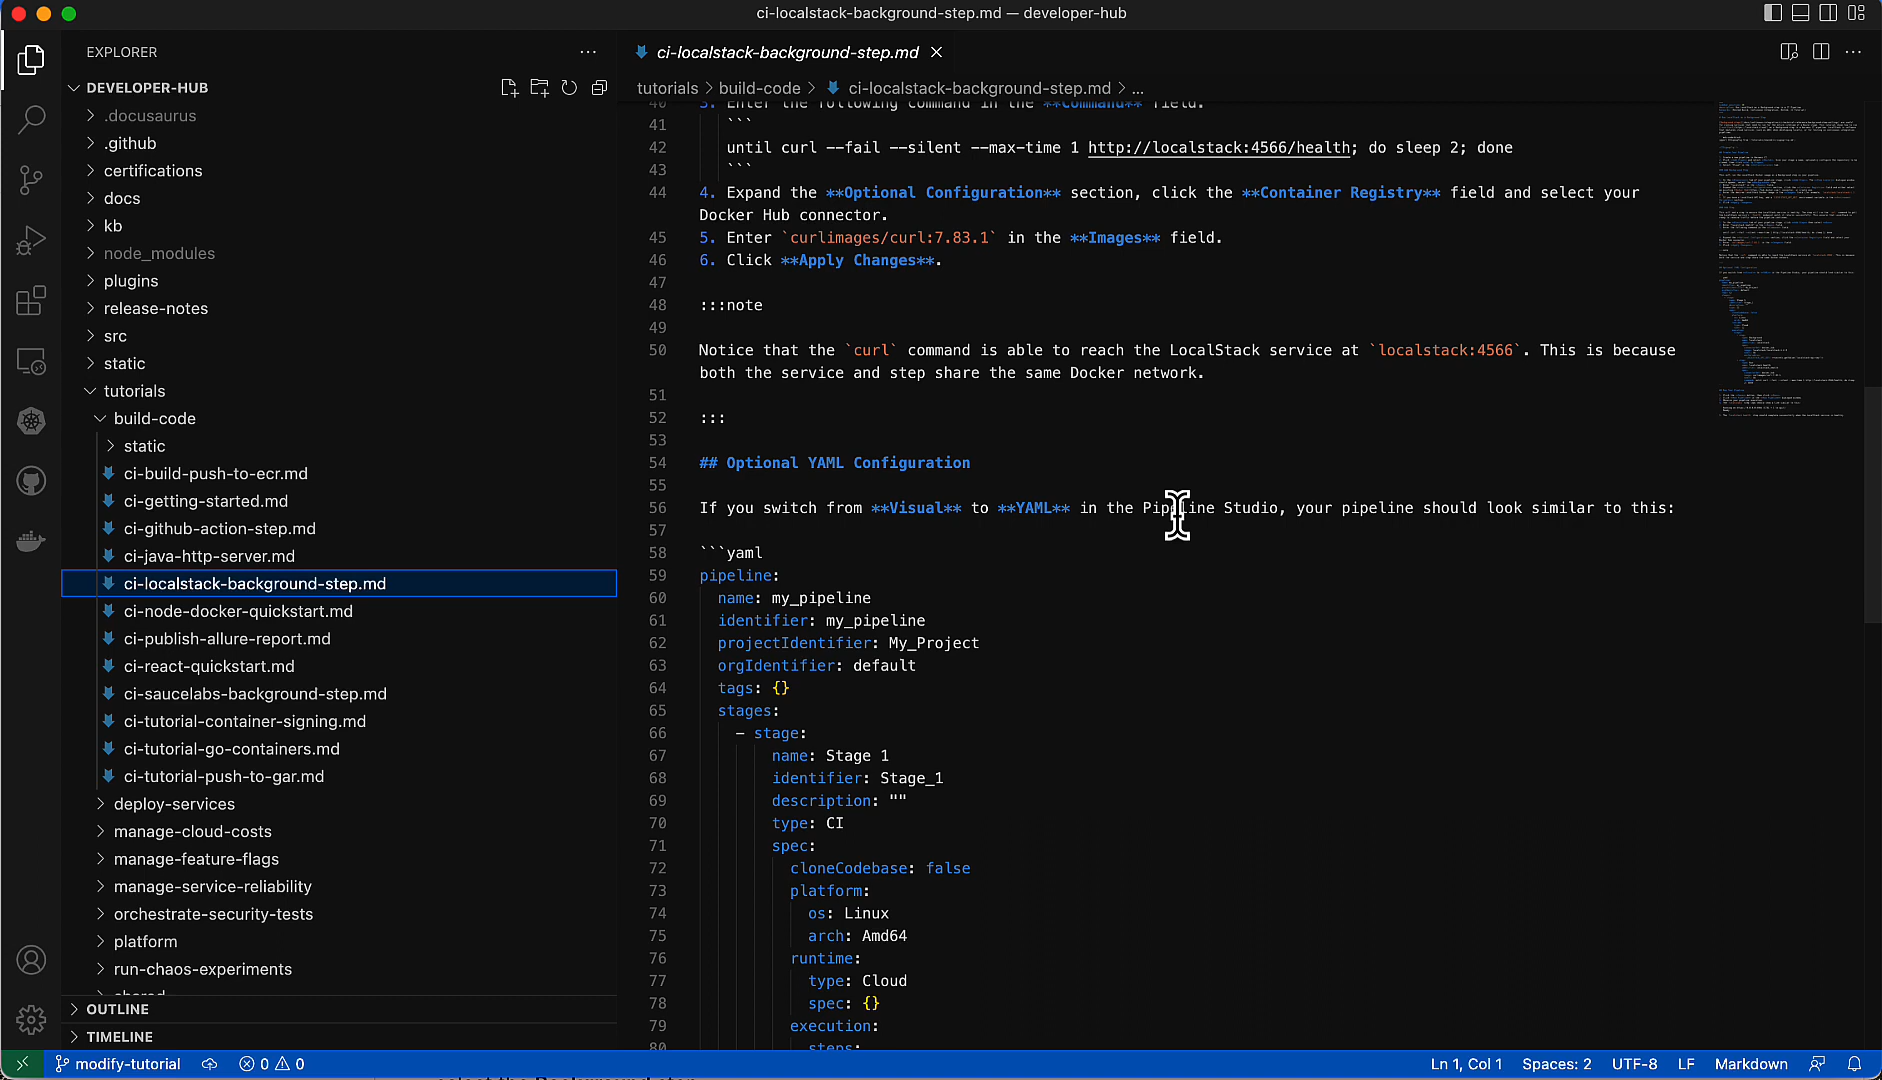 ci-localstack-background-step.md — developer-hub
EXPLORER
DEVELOPER-HUB
.docusaurus
.github
certifications
docs
kb
node_modules
plugins
release-notes
src
static
tutorials
build-code
static
ci-build-push-to-ecr.md
ci-getting-started.md
ci-github-action-step.md
ci-java-http-server.md
ci-localstack-background-step.md
ci-node-docker-quickstart.md
ci-publish-allure-report.md
ci-react-quickstart.md
ci-saucelabs-background-step.md
ci-tutorial-container-signing.md
ci-tutorial-go-containers.md
ci-tutorial-push-to-gar.md
deploy-services
manage-cloud-costs
manage-feature-flags
manage-service-reliability
orchestrate-security-tests
platform
run-chaos-experiments
shared
OUTLINE
TIMELINE
ci-localstack-background-step.md
tutorials > build-code > ci-localstack-background-step.md > ...
40 3. Enter the following command in the **Command** field.
41 ```
42 until curl --fail --silent --max-time 1 http://localstack:4566/health; do sleep 2; done
43 ```
44 4. Expand the **Optional Configuration** section, click the **Container Registry** field and select your
Docker Hub connector.
45 5. Enter `curlimages/curl:7.83.1` in the **Images** field.
46 6. Click **Apply Changes**.
47
48 :::note
49
50 Notice that the `curl` command is able to reach the LocalStack service at `localstack:4566`. This is because
both the service and step share the same Docker network.
51
52 :::
53
54 ## Optional YAML Configuration
55
56 If you switch from **Visual** to **YAML** in the Pipeline Studio, your pipeline should look similar to this:
57
58 ```yaml
59 pipeline:
60 name: my_pipeline
61 identifier: my_pipeline
62 projectIdentifier: My_Project
63 orgIdentifier: default
64 tags: {}
65 stages:
66 - stage:
67 name: Stage 1
68 identifier: Stage_1
69 description: ""
70 type: CI
71 spec:
72 cloneCodebase: false
73 platform:
74 os: Linux
75 arch: Amd64
76 runtime:
77 type: Cloud
78 spec: {}
79 execution:
80 steps:
modify-tutorial 0 0
Ln 1, Col 1 Spaces: 2 UTF-8 LF Markdown